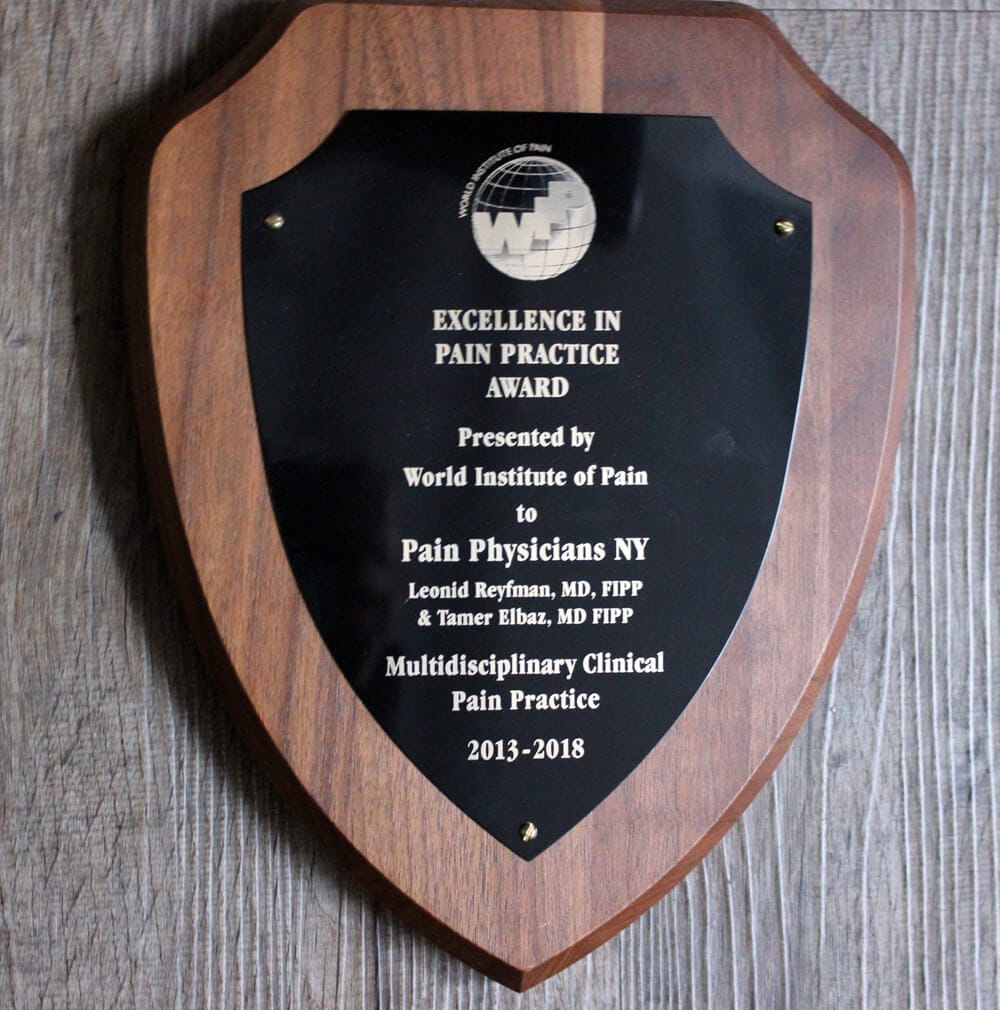 WORLD INSTITUTE OF PAIN
WIP
EXCELLENCE IN
PAIN PRACTICE
AWARD
Presented by
World Institute of Pain
to
Pain Physicians NY
Leonid Reyfman, MD, FIPP
& Tamer Elbaz, MD FIPP
Multidisciplinary Clinical
Pain Practice
2013-2018